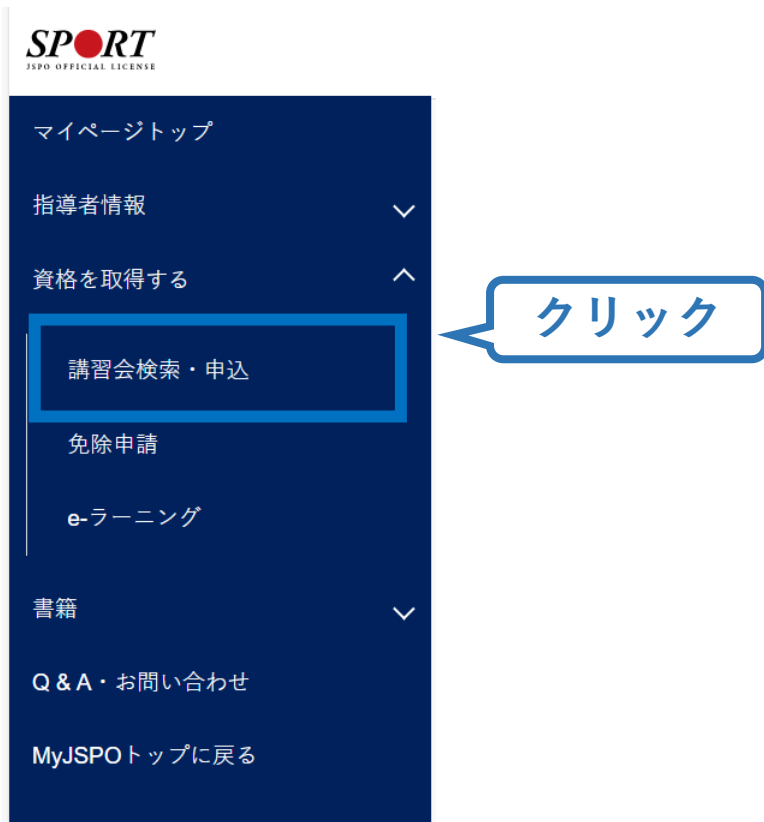 SPORT
JSPO OFFICIAL LICENSE
マイページトップ
指導者情報
資格を取得する
クリック
講習会検索・申込
免除申請
e-ラーニング
書籍
Q & A・お問い合わせ
MyJSPOトップに戻る